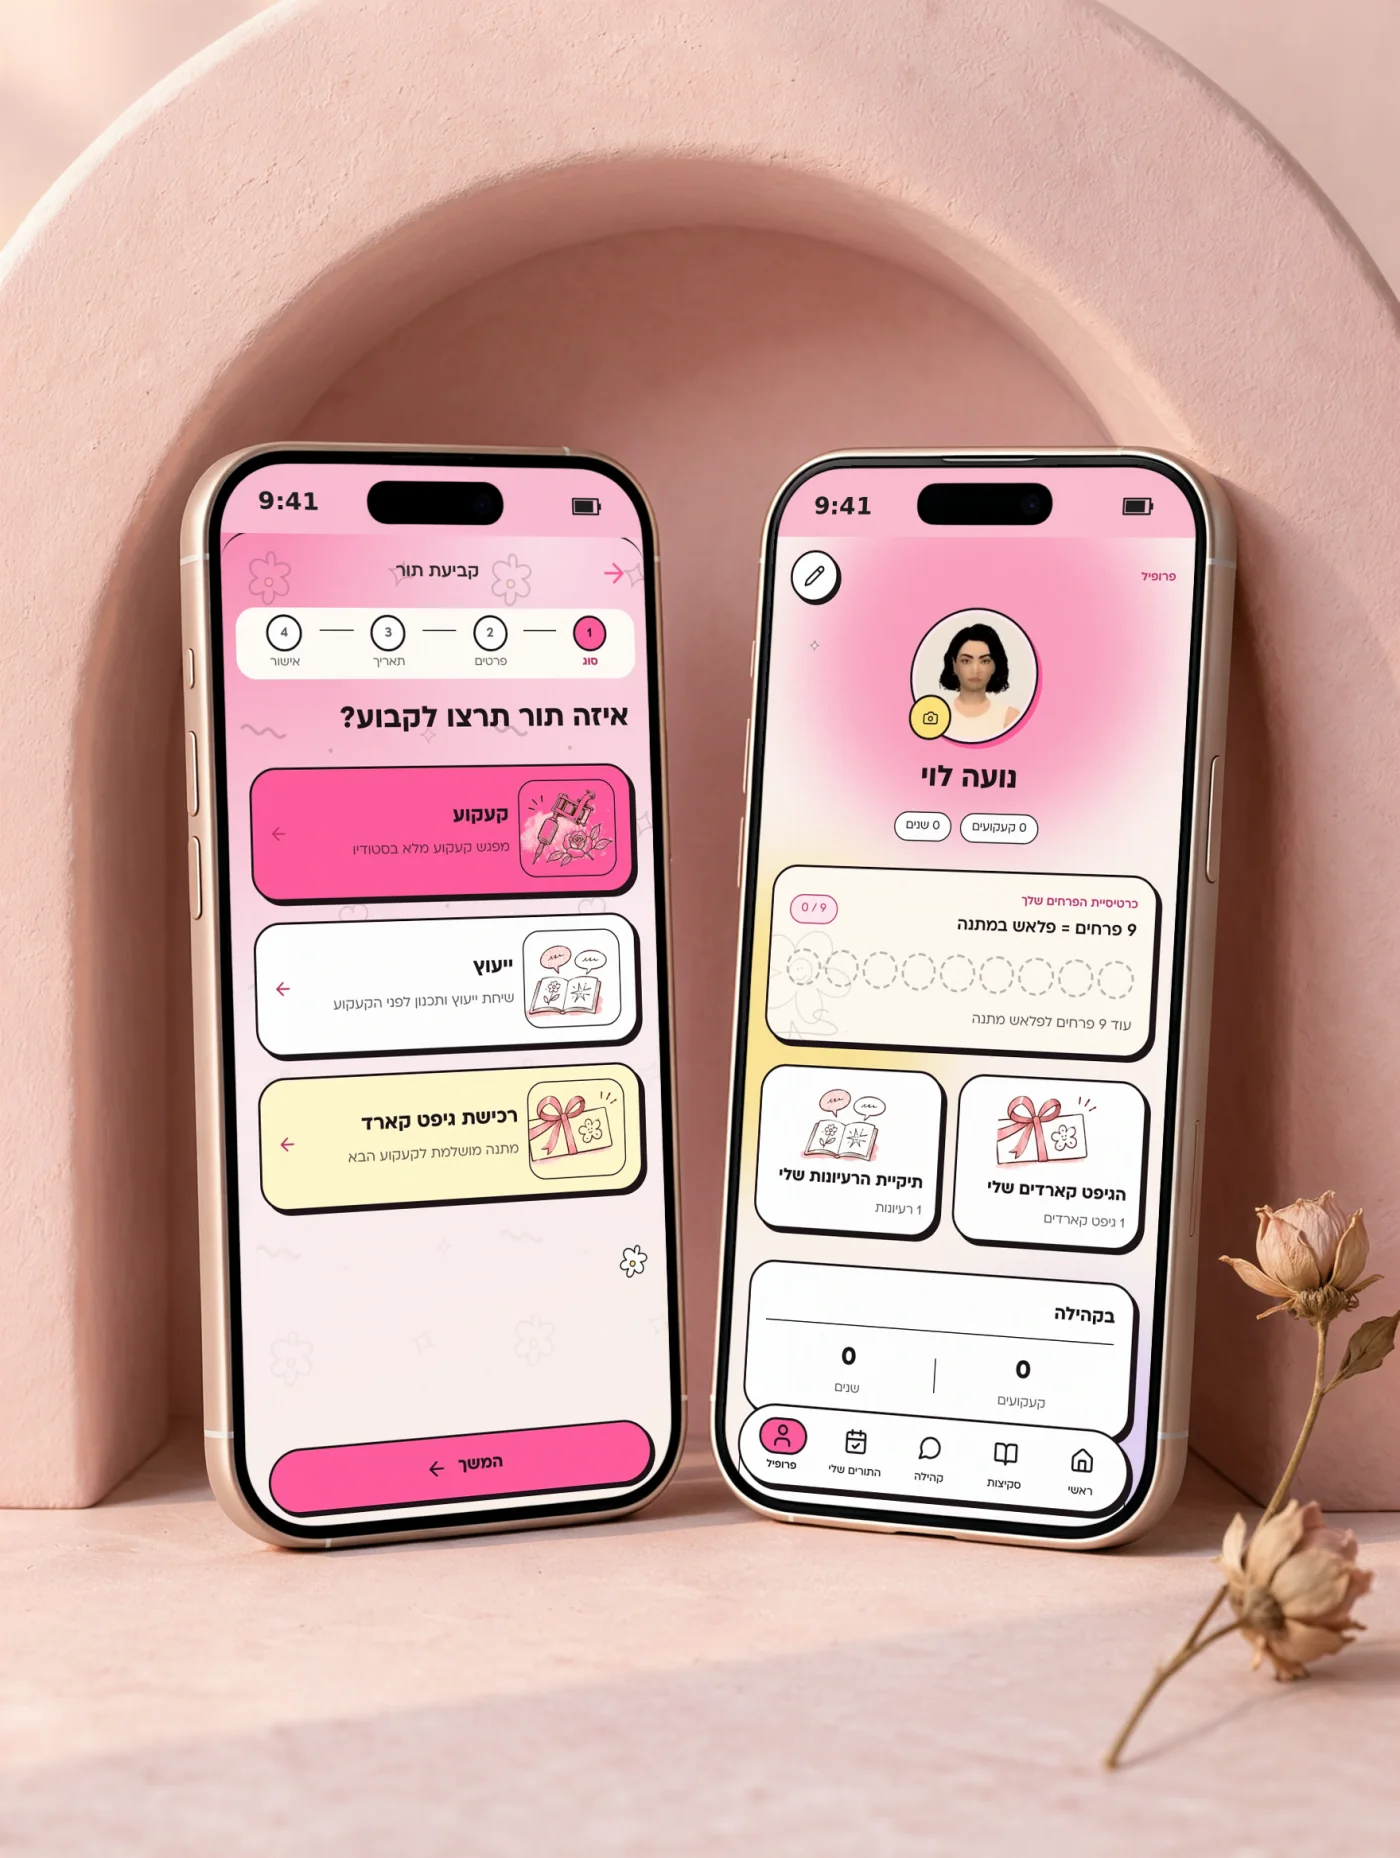 9:41
קביעת תור
1
2
3
4
סוג
פרטים
תאריך
אישור
איזה תור תרצו לקבוע?
קעקוע
מפגש קעקוע מלא בסטודיו
ייעוץ
שיחת ייעוץ ותכנון לפני הקעקוע
רכישת גיפט קארד
מתנה מושלמת לקעקוע הבא
המשך
9:41
פרופיל
נועה לוי
0 קעקועים
0 שנים
כרטיסיית הפרחים שלך
0/9
9 פרחים = פלאש במתנה
עוד 9 פרחים לפלאש מתנה
הגיפט קארדים שלי
1 גיפט קארדים
תיקיית הרעיונות שלי
1 רעיונות
בקהילה
0
קעקועים
0
שנים
ראשי
סקיצות
קהילה
התורים שלי
פרופיל